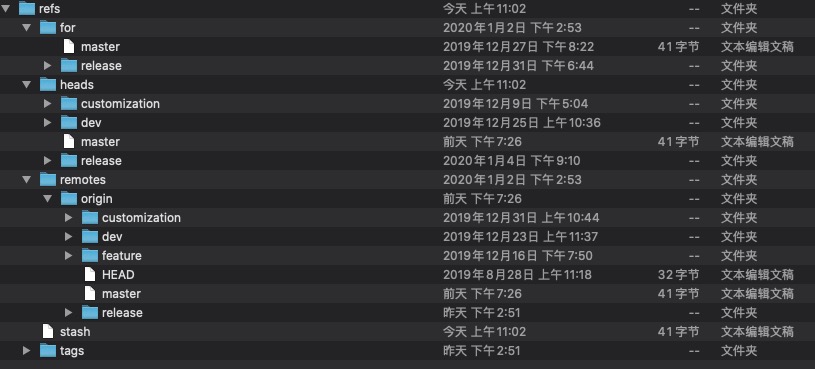 refs 今天 上午11:02 -- 文件夹
for 2020年1月2日 下午2:53 -- 文件夹
master 2019年12月27日 下午8:22 41 字节 文本编辑文稿
release 2019年12月31日 下午6:44 -- 文件夹
heads 今天 上午11:02 -- 文件夹
customization 2019年12月9日 下午5:04 -- 文件夹
dev 2019年12月25日 上午10:36 -- 文件夹
master 前天 下午7:26 41 字节 文本编辑文稿
release 2020年1月4日 下午9:10 -- 文件夹
remotes 2020年1月2日 下午2:53 -- 文件夹
origin 前天 下午7:26 -- 文件夹
customization 2019年12月31日 上午10:44 -- 文件夹
dev 2019年12月23日 上午11:37 -- 文件夹
feature 2019年12月16日 下午7:50 -- 文件夹
HEAD 2019年8月28日 上午11:18 32 字节 文本编辑文稿
master 前天 下午7:26 41 字节 文本编辑文稿
release 昨天 下午2:51 -- 文件夹
stash 今天 上午11:02 41 字节 文本编辑文稿
tags 昨天 下午2:51 -- 文件夹